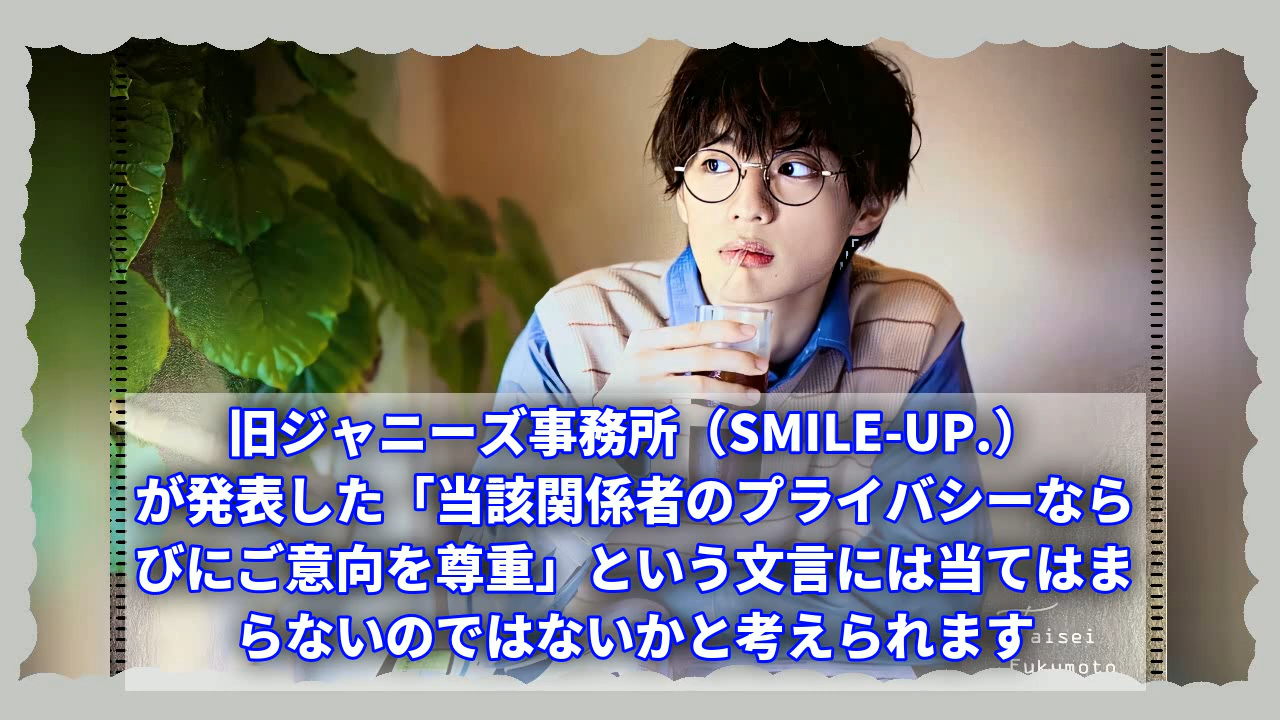 旧ジャニーズ事務所（SMILE-UP.）
が発表した「当該関係者のプライバシーなら
びにご意向を尊重」という文言には当てはま
らないのではないかと考えられます
Taisei
Fukumoto